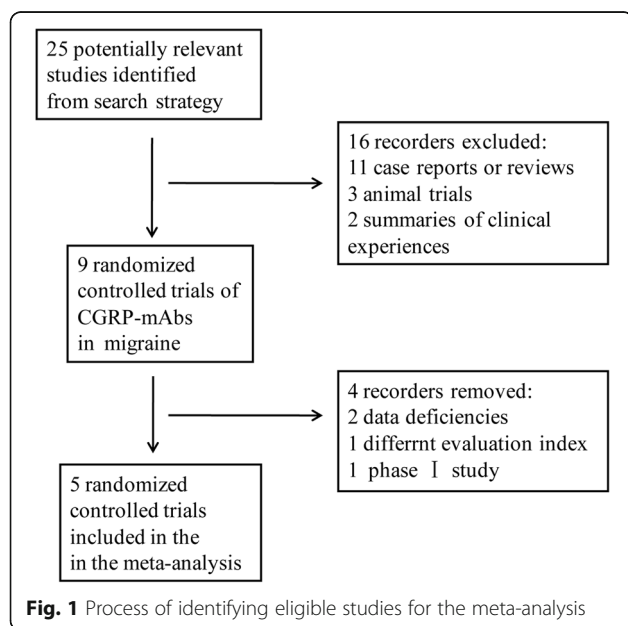 25 potentially relevant
studies identified
from search strategy
16 recorders excluded:
11 case reports or reviews
3 animal trials
2 summaries of clinical
experiences
9 randomized
controlled trials of
CGRP-mAbs
in migraine
4 recorders removed:
2 data deficiencies
1 differrnt evaluation index
1 phase Ⅰ study
5 randomized
controlled trials
included in the
in the meta-analysis
Fig. 1 Process of identifying eligible studies for the meta-analysis